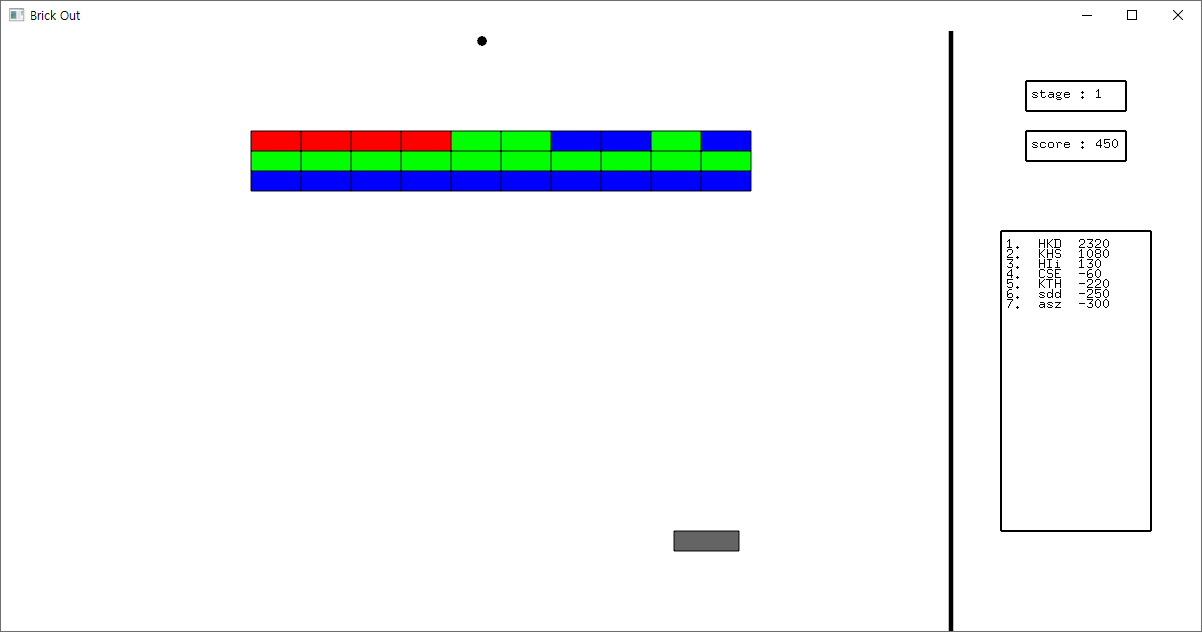 Brick Out
stage : 1
score : 450
1. HKD 2320
2. KHS 1080
3. HIi 130
4. CSE -60
5. KTH -220
6. sdd -250
7. asz -300